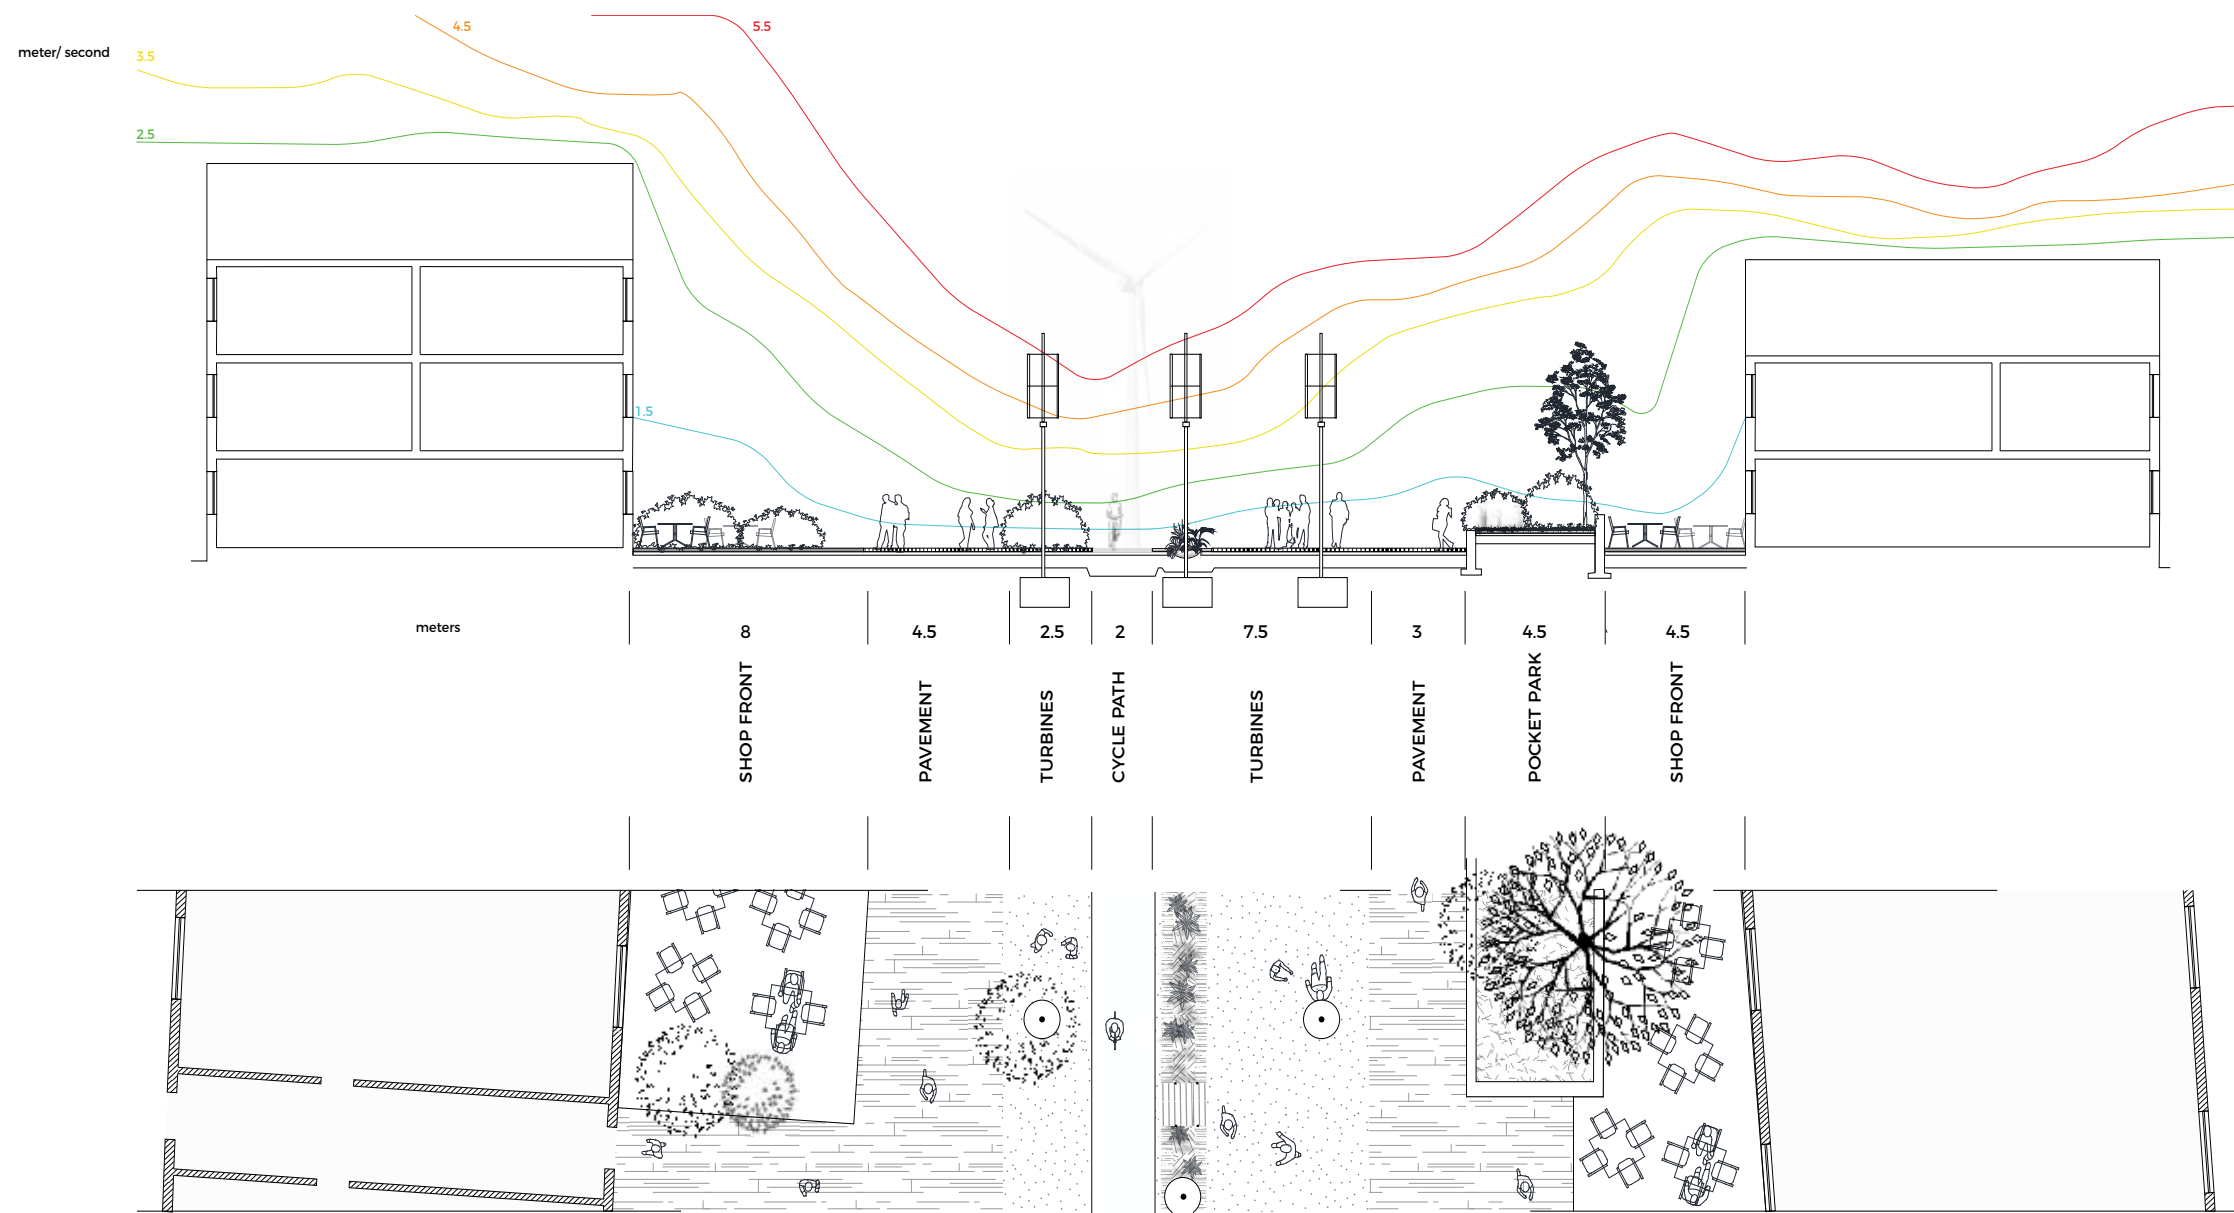 4.5
5.5
meter/ second
3.5
2.5
1.5
meters
8
4.5
2.5
2
7.5
3
4.5
4.5
SHOP FRONT
PAVEMENT
TURBINES
CYCLE PATH
TURBINES
PAVEMENT
POCKET PARK
SHOP FRONT